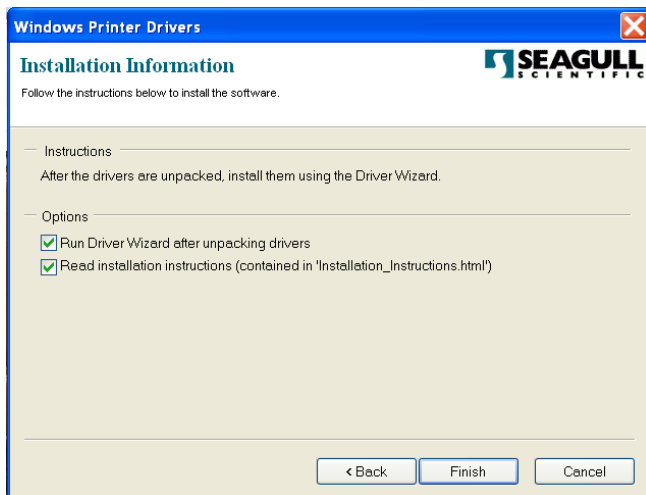 Windows Printer Drivers
Installation Information
SEAGULL
SCIENTIFIC
Follow the instructions below to install the software.
Instructions
After the drivers are unpacked, install them using the Driver Wizard.
Options
Run Driver Wizard after unpacking drivers
Read installation instructions (contained in 'Installation_Instructions.html')
< Back
Finish
Cancel